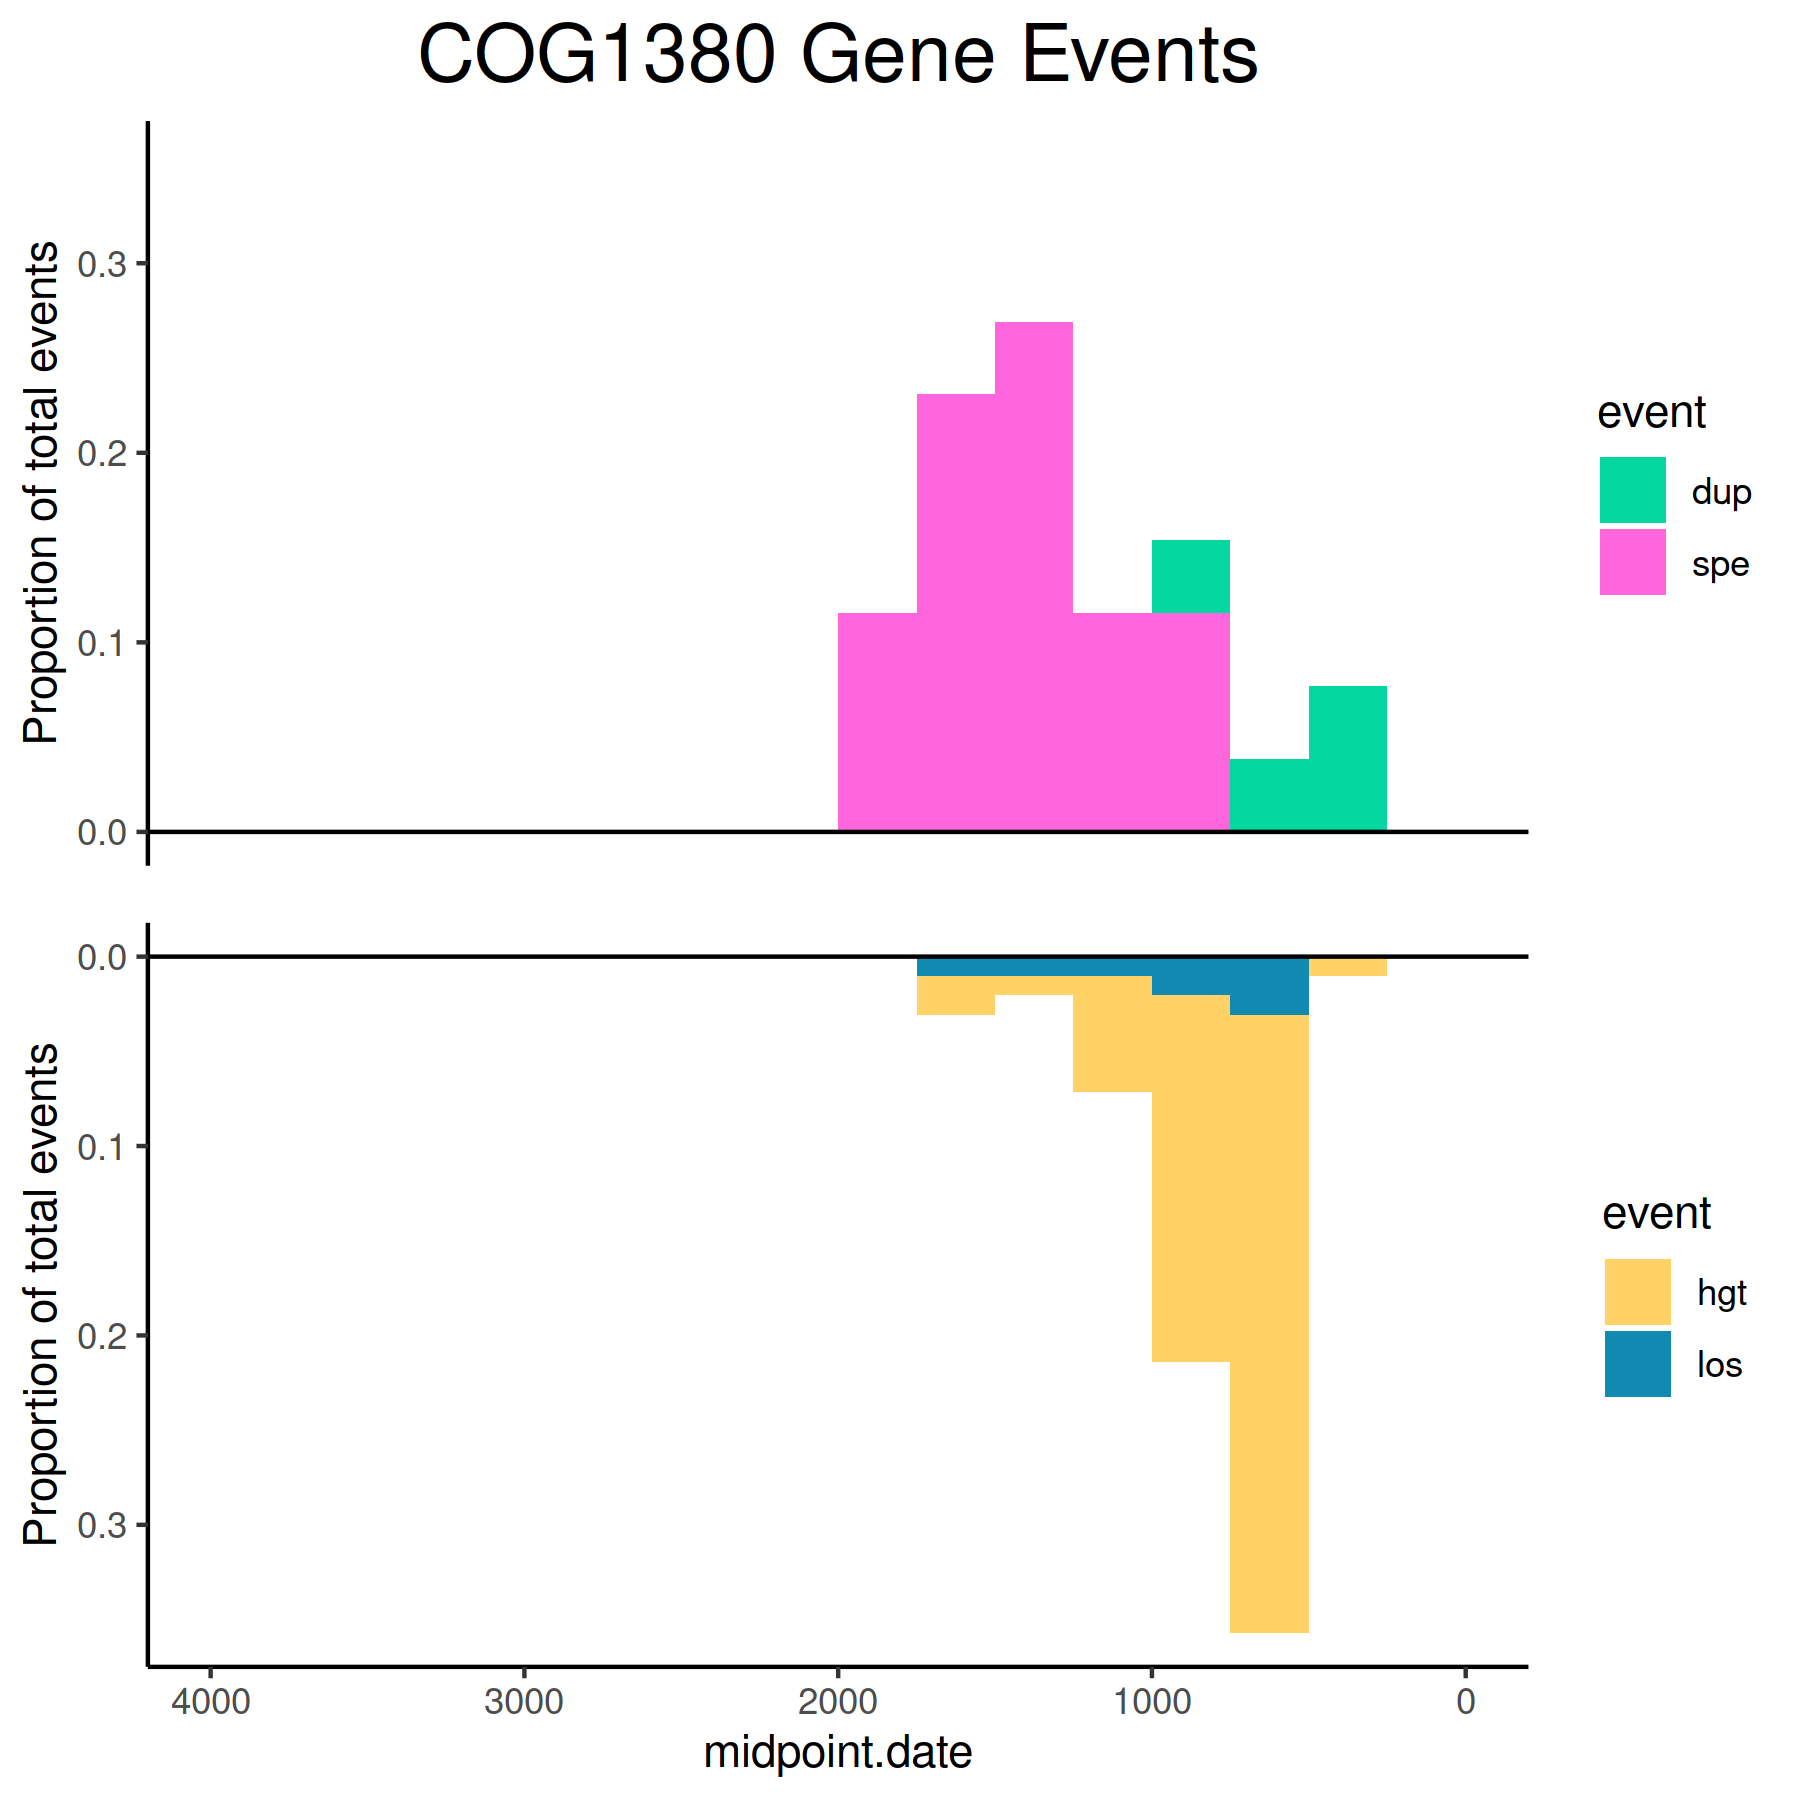 COG1380 Gene Events
Proportion of total events
0.3
0.2
0.1
0.0
event
dup
spe
Proportion of total events
0.0
0.1
0.2
0.3
event
hgt
los
4000 3000 2000 1000 0
midpoint.date